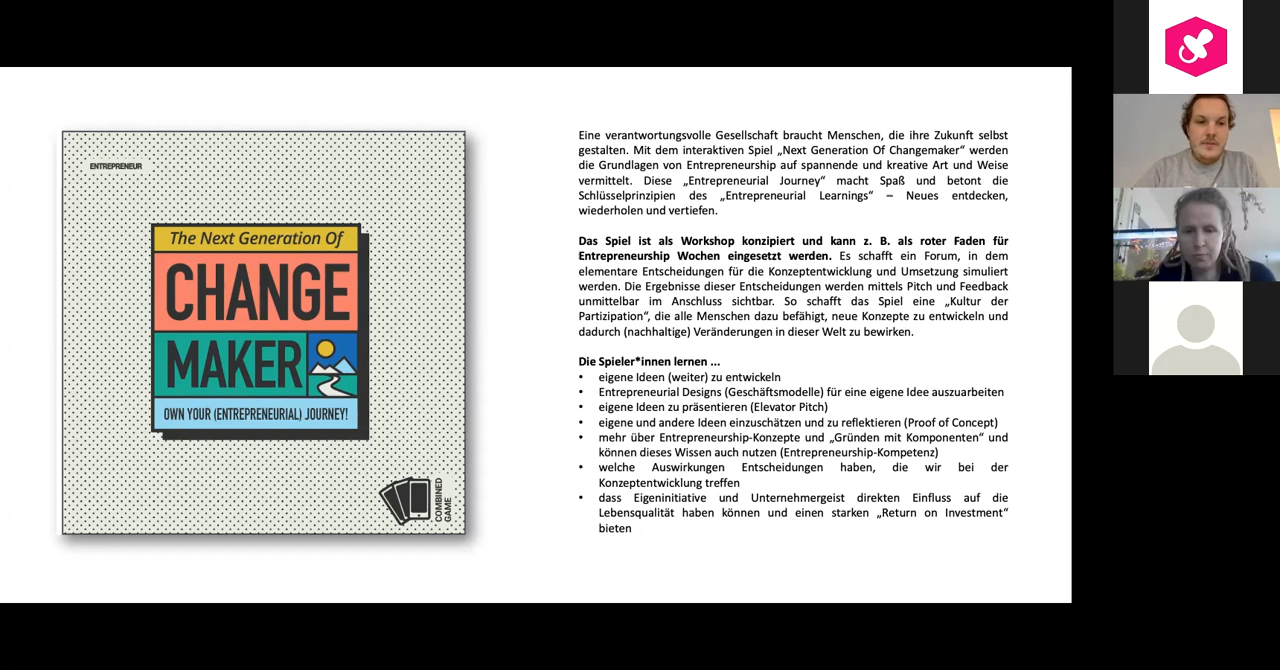 ENTREPRENEUR
The Next Generation Of
CHANGE
MAKER
OWN YOUR (ENTREPRENEURIAL) JOURNEY!
COMBINED
GAME
Eine verantwortungsvolle Gesellschaft braucht Menschen, die ihre Zukunft selbst
gestalten. Mit dem interaktiven Spiel „Next Generation Of Changemaker“ werden
die Grundlagen von Entrepreneurship auf spannende und kreative Art und Weise
vermittelt. Diese „Entrepreneurial Journey“ macht Spaß und betont die
Schlüsselprinzipien des „Entrepreneurial Learnings“ – Neues entdecken,
wiederholen und vertiefen.
Das Spiel ist als Workshop konzipiert und kann z. B. als roter Faden für
Entrepreneurship Wochen eingesetzt werden. Es schafft ein Forum, in dem
elementare Entscheidungen für die Konzeptentwicklung und Umsetzung simuliert
werden. Die Ergebnisse dieser Entscheidungen werden mittels Pitch und Feedback
unmittelbar im Anschluss sichtbar. So schafft das Spiel eine „Kultur der
Partizipation“, die alle Menschen dazu befähigt, neue Konzepte zu entwickeln und
dadurch (nachhaltige) Veränderungen in dieser Welt zu bewirken.
Die Spieler*innen lernen ...
• eigene Ideen (weiter) zu entwickeln
• Entrepreneurial Designs (Geschäftsmodelle) für eine eigene Idee auszuarbeiten
• eigene Ideen zu präsentieren (Elevator Pitch)
• eigene und andere Ideen einzuschätzen und zu reflektieren (Proof of Concept)
• mehr über Entrepreneurship-Konzepte und „Gründen mit Komponenten“ und
können dieses Wissen auch nutzen (Entrepreneurship-Kompetenz)
• welche Auswirkungen Entscheidungen haben, die wir bei der
Konzeptentwicklung treffen
• dass Eigeninitiative und Unternehmergeist direkten Einfluss auf die
Lebensqualität haben können und einen starken „Return on Investment“
bieten